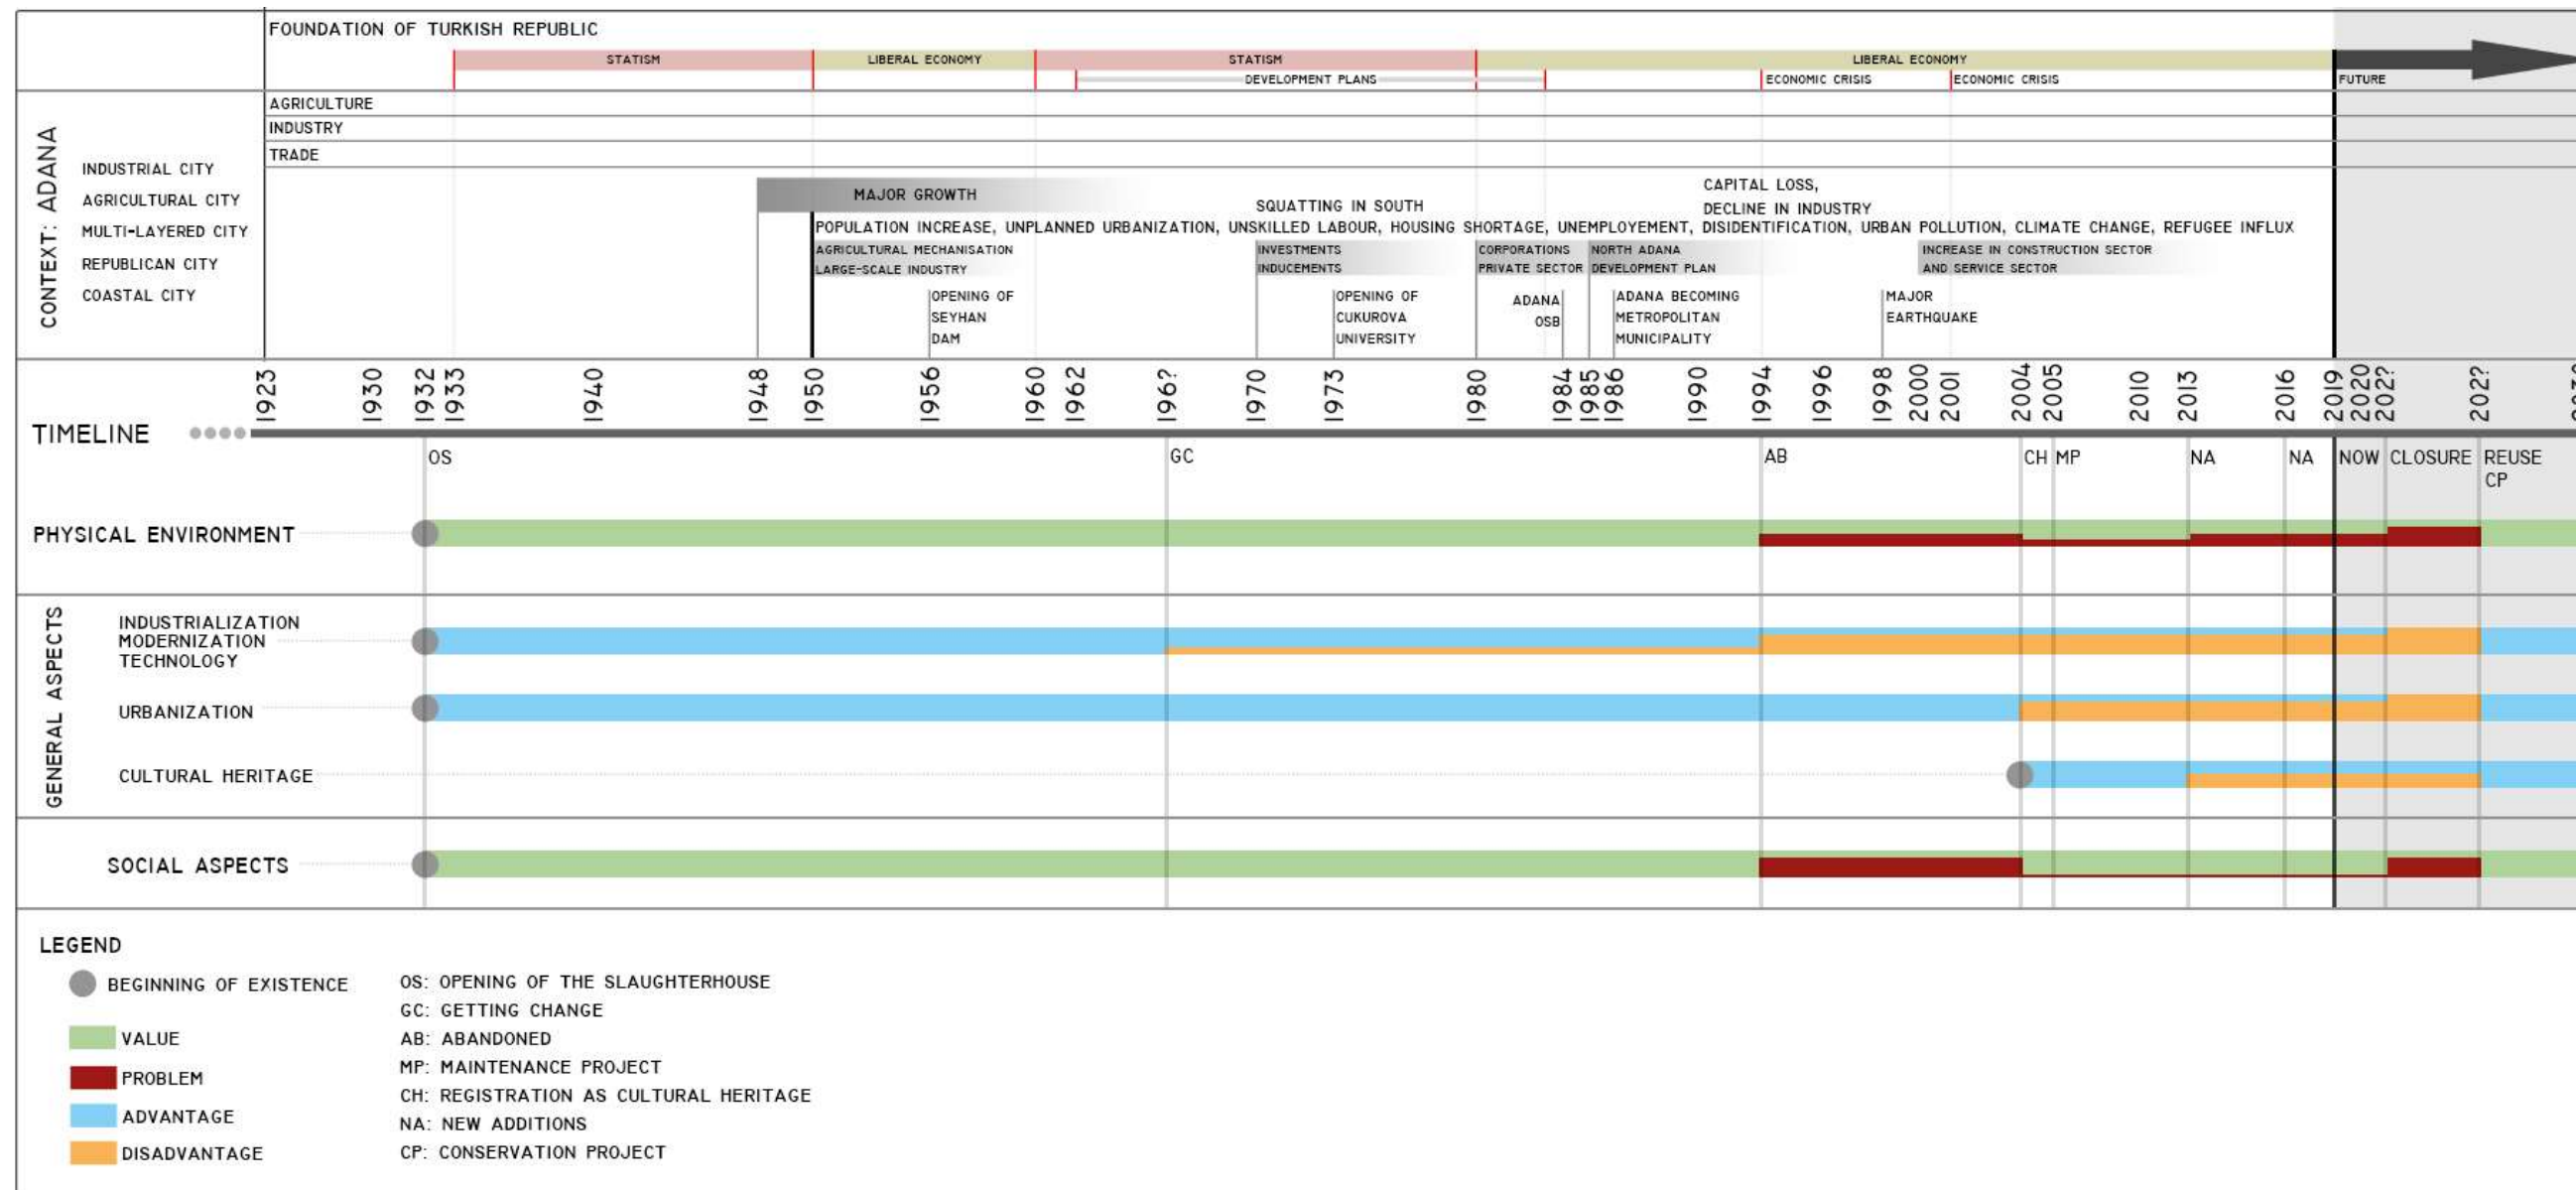 FOUNDATION OF TURKISH REPUBLIC
STATISM
LIBERAL ECONOMY
STATISM
LIBERAL ECONOMY
DEVELOPMENT PLANS
ECONOMIC CRISIS
ECONOMIC CRISIS
FUTURE
CONTEXT: ADANA
AGRICULTURE
INDUSTRY
TRADE
INDUSTRIAL CITY
AGRICULTURAL CITY
MULTI-LAYERED CITY
REPUBLICAN CITY
COASTAL CITY
MAJOR GROWTH
SQUATTING IN SOUTH
CAPITAL LOSS,
DECLINE IN INDUSTRY
POPULATION INCREASE, UNPLANNED URBANIZATION, UNSKILLED LABOUR, HOUSING SHORTAGE, UNEMPLOYEMENT, DISIDENTIFICATION, URBAN POLLUTION, CLIMATE CHANGE, REFUGEE INFLUX
AGRICULTURAL MECHANISATION
LARGE-SCALE INDUSTRY
INVESTMENTS
INDUCEMENTS
CORPORATIONS
PRIVATE SECTOR
NORTH ADANA
DEVELOPMENT PLAN
INCREASE IN CONSTRUCTION SECTOR
AND SERVICE SECTOR
OPENING OF
SEYHAN
DAM
OPENING OF
CUKUROVA
UNIVERSITY
ADANA
OSB
ADANA BECOMING
METROPOLITAN
MUNICIPALITY
MAJOR
EARTHQUAKE
1923
1930
1932
1933
1940
1948
1950
1956
1960
1962
196?
1970
1973
1980
1984
1985
1986
1990
1994
1996
1998
2000
2001
2004
2005
2010
2013
2016
2019
2020
202?
202?
TIMELINE
OS
GC
AB
CH
MP
NA
NA
NOW
CLOSURE
REUSE
CP
PHYSICAL ENVIRONMENT
GENERAL ASPECTS
INDUSTRIALIZATION
MODERNIZATION
TECHNOLOGY
URBANIZATION
CULTURAL HERITAGE
SOCIAL ASPECTS
LEGEND
BEGINNING OF EXISTENCE
VALUE
PROBLEM
ADVANTAGE
DISADVANTAGE
OS: OPENING OF THE SLAUGHTERHOUSE
GC: GETTING CHANGE
AB: ABANDONED
MP: MAINTENANCE PROJECT
CH: REGISTRATION AS CULTURAL HERITAGE
NA: NEW ADDITIONS
CP: CONSERVATION PROJECT